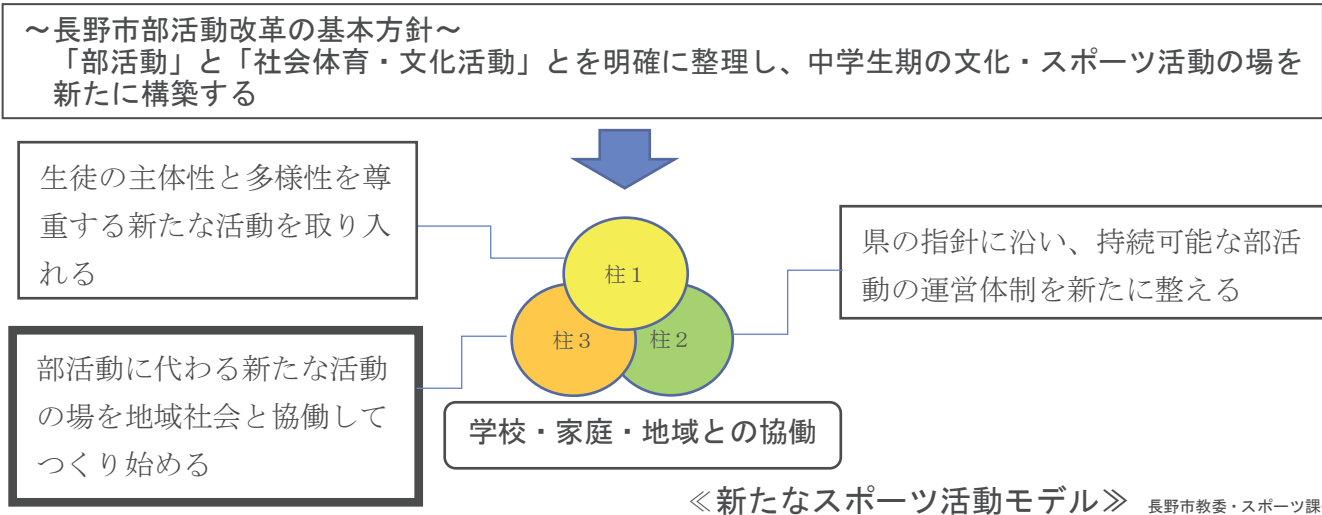 ～長野市部活動改革の基本方針～
「部活動」と「社会体育・文化活動」とを明確に整理し、中学生期の文化・スポーツ活動の場を
新たに構築する
生徒の主体性と多様性を尊
重する新たな活動を取り入
れる
柱１
県の指針に沿い、持続可能な部活
動の運営体制を新たに整える
柱３
柱２
部活動に代わる新たな活動
の場を地域社会と協働して
つくり始める
学校・家庭・地域との協働
≪新たなスポーツ活動モデル≫ 長野市教委・スポーツ課